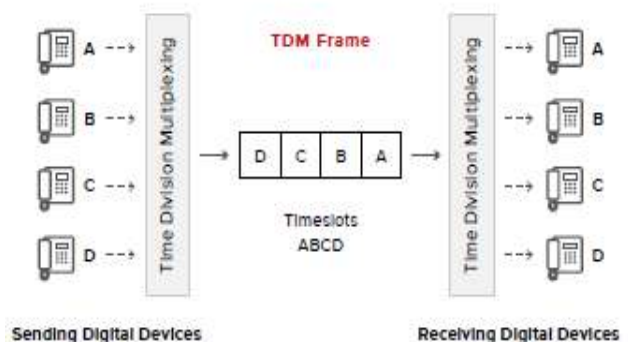 TDM Frame
A
B
C
D
Time Division Multiplexing
D C B A
Timeslots
ABCD
Time Division Multiplexing
A
B
C
D
Sending Digital Devices
Receiving Digital Devices